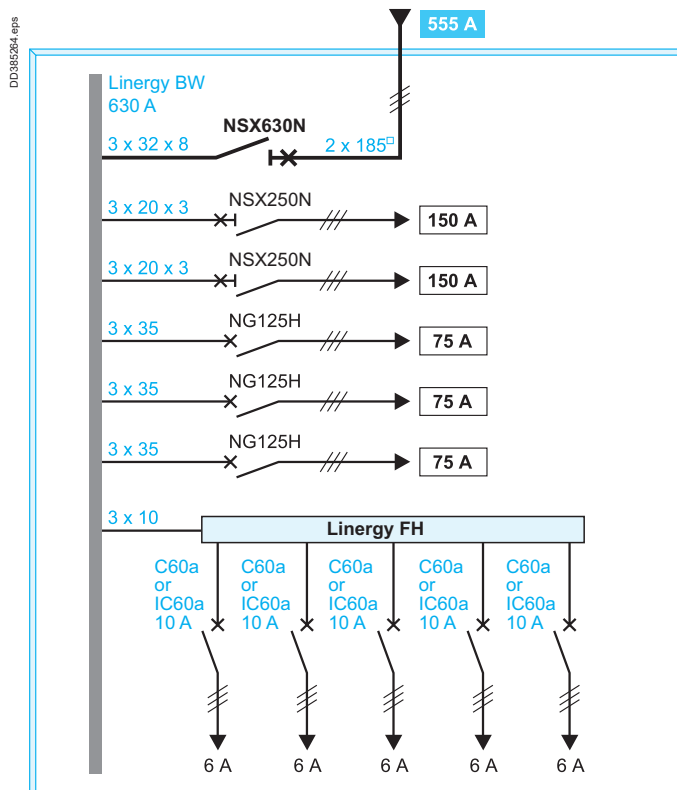 DD385264.eps
555 A
Linergy BW
630 A
NSX630N
3 x 32 x 8
2 x 185□
3 x 20 x 3
NSX250N
150 A
3 x 20 x 3
NSX250N
150 A
3 x 35
NG125H
75 A
3 x 35
NG125H
75 A
3 x 35
NG125H
75 A
3 x 10
Linergy FH
C60a
or
IC60a
10 A
C60a
or
IC60a
10 A
C60a
or
IC60a
10 A
C60a
or
IC60a
10 A
C60a
or
IC60a
10 A
6 A
6 A
6 A
6 A
6 A